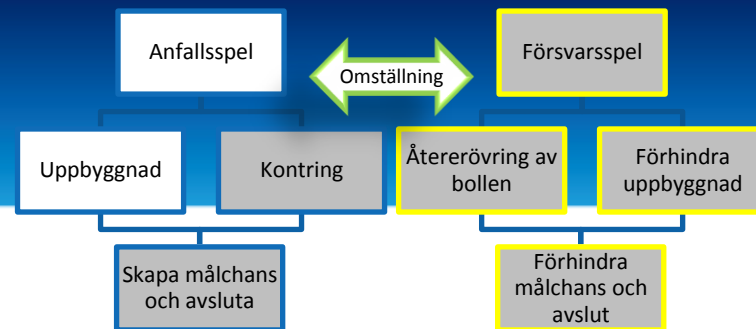 Anfallsspel
Omställning
Försvarsspel
Uppbyggnad
Kontring
Återerövring av
bollen
Förhindra
uppbyggnad
Skapa målchans
och avsluta
Förhindra
målchans och
avslut